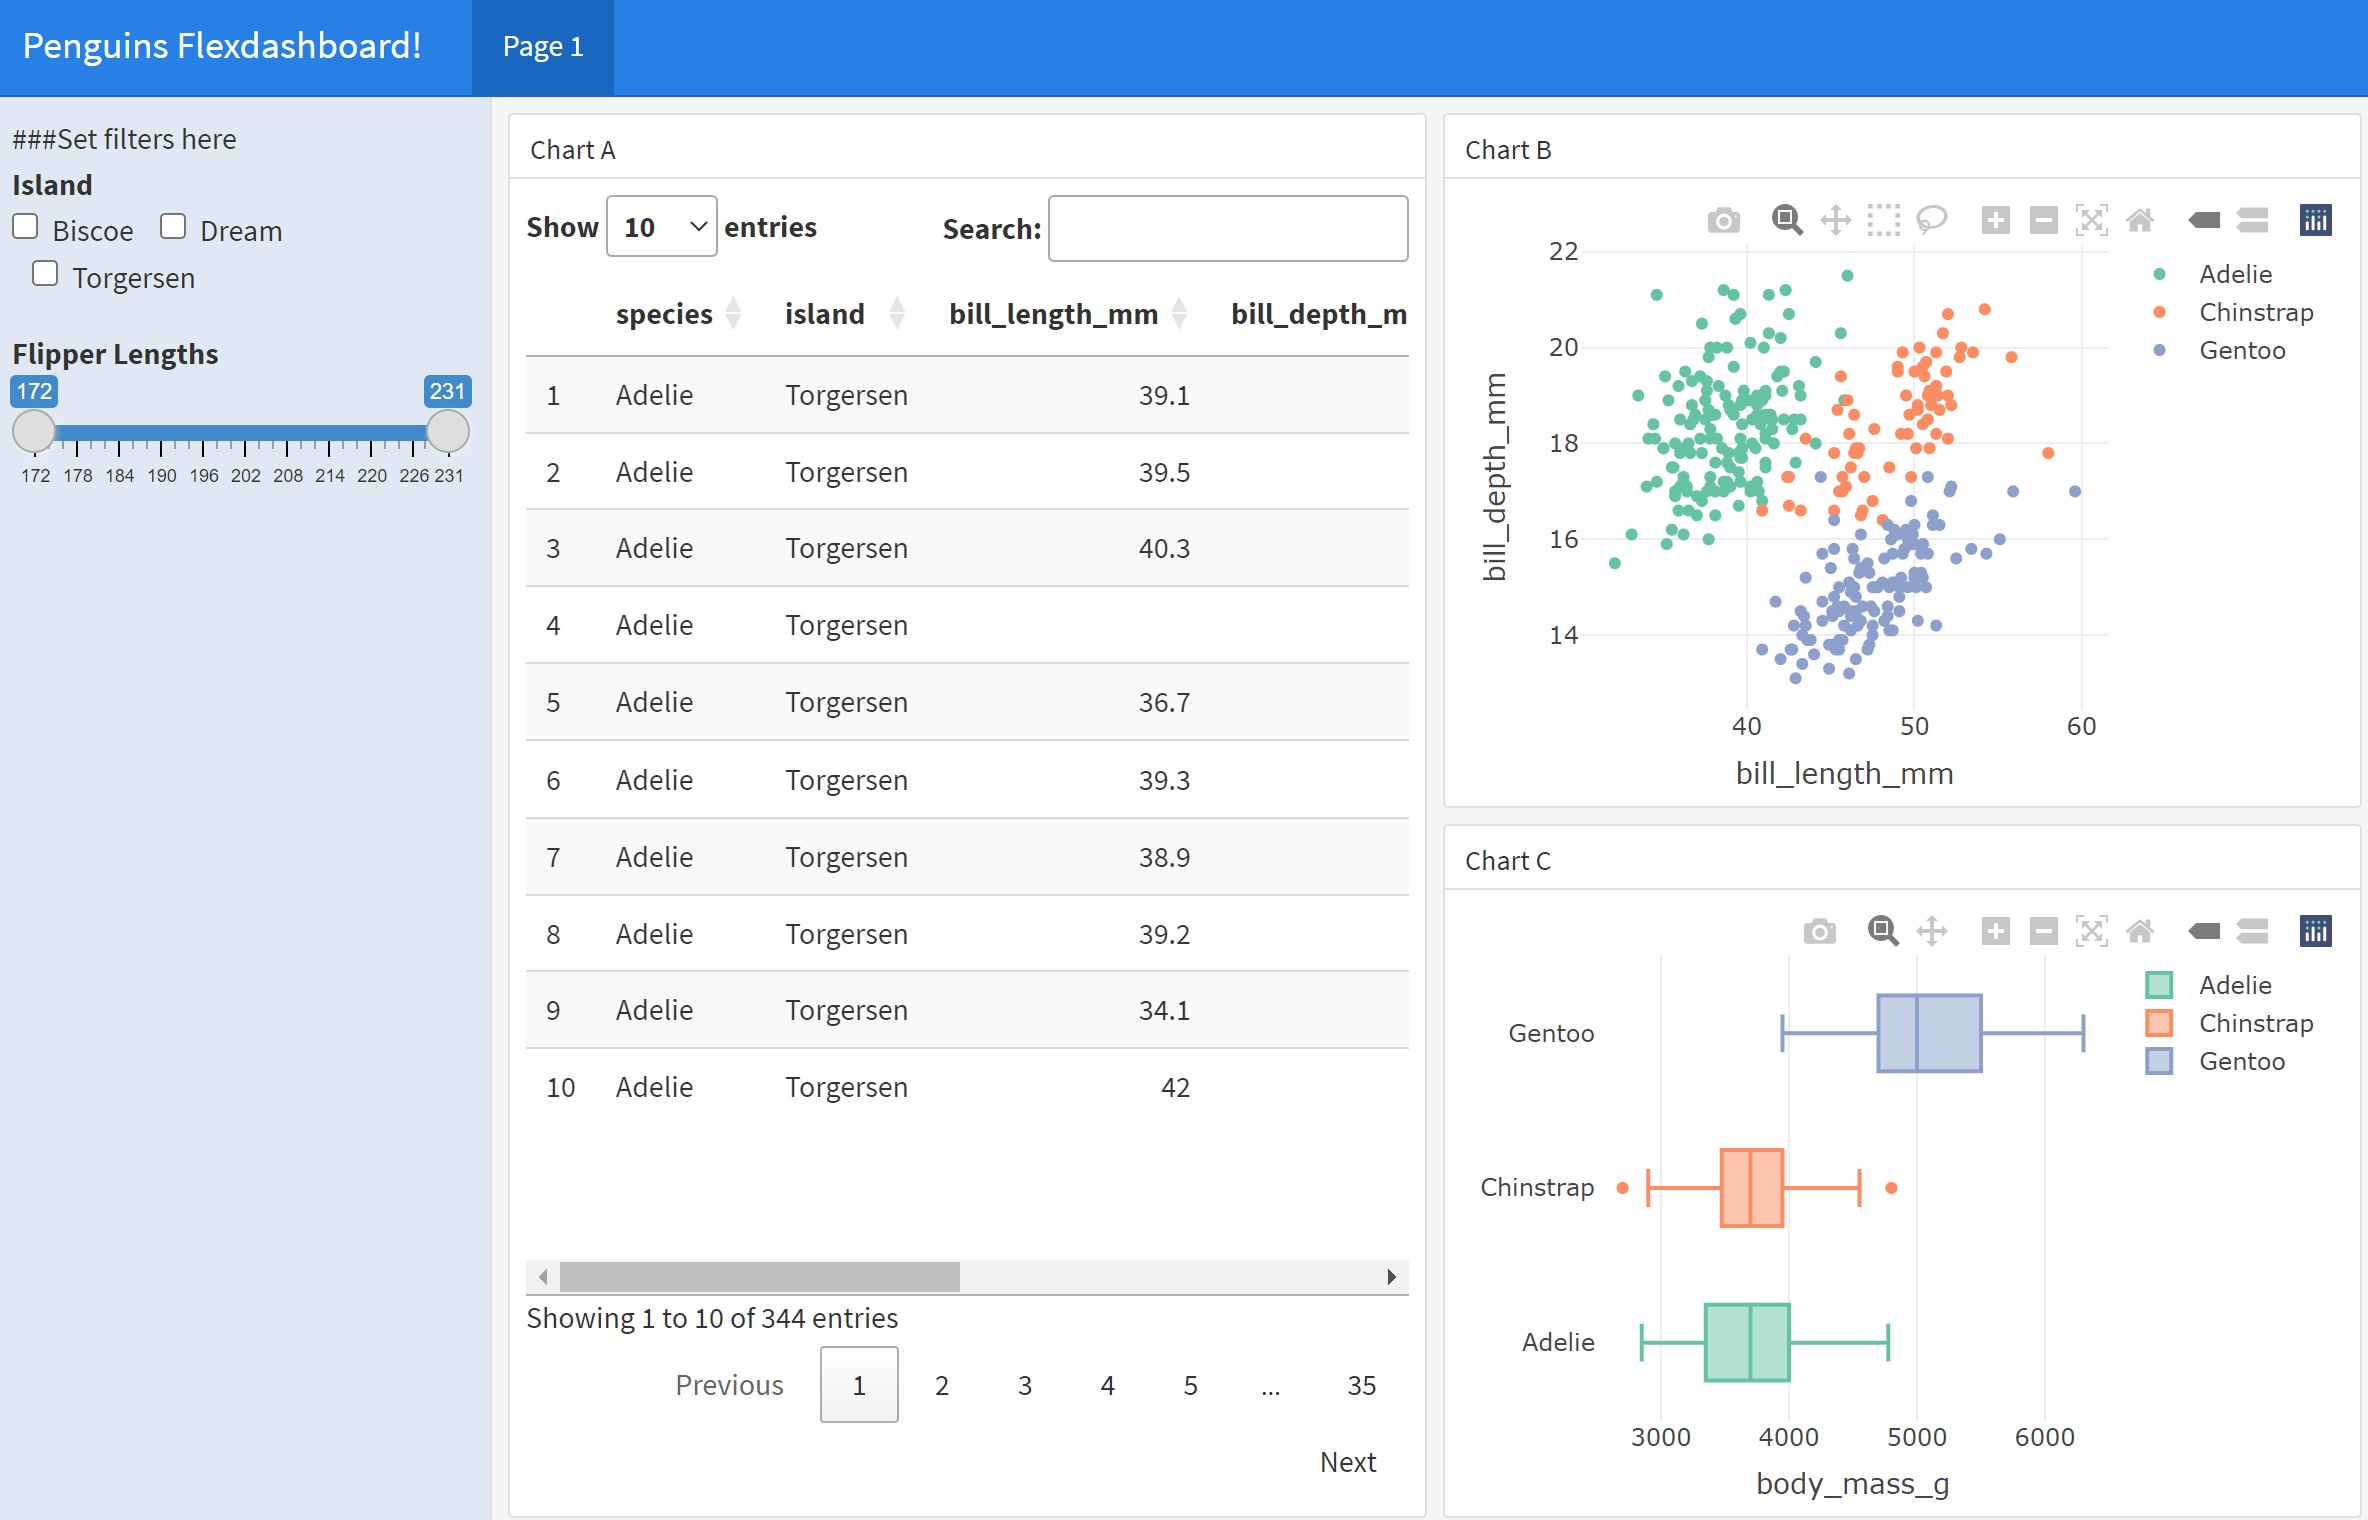 Penguins Flexdashboard!
Page 1
###Set filters here
Island
Biscoe Dream
Torgersen
Flipper Lengths
172 231
172 178 184 190 196 202 208 214 220 226 231
Chart A
Show 10 entries Search:
species island bill_length_mm bill_depth_m
1 Adelie Torgersen 39.1
2 Adelie Torgersen 39.5
3 Adelie Torgersen 40.3
4 Adelie Torgersen
5 Adelie Torgersen 36.7
6 Adelie Torgersen 39.3
7 Adelie Torgersen 38.9
8 Adelie Torgersen 39.2
9 Adelie Torgersen 34.1
10 Adelie Torgersen 42
Showing 1 to 10 of 344 entries
Previous 1 2 3 4 5 ... 35
Next
Chart B
22
20
18
16
14
bill_depth_mm
40 50 60
bill_length_mm
Adelie
Chinstrap
Gentoo
Chart C
Gentoo
Chinstrap
Adelie
3000 4000 5000 6000
body_mass_g
Adelie
Chinstrap
Gentoo